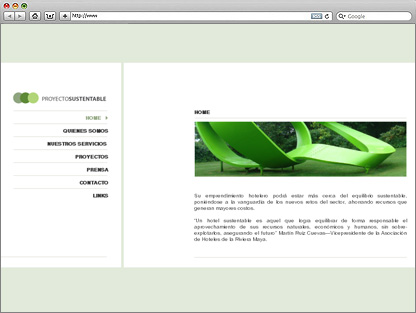 http://www
Google
PROYECTOSUSTENTABLE
HOME
QUIENES SOMOS
NUESTROS SERVICIOS
PROYECTOS
PRENSA
CONTACTO
LINKS
HOME
Su emprendimiento hotelero podrá estar más cerca del equilibrio sustentable,
poniéndose a la vanguardia de los nuevos retos del sector, ahorrando recursos que
generan mayores costos.
"Un hotel sustentable es aquel que logra equilibrar de forma responsable el
aprovechamiento de sus recursos naturales, económicos y humanos, sin sobre-
explotarlos, asegurando el futuro" Martín Ruiz Cuevas—Vicepresidente de la Asociación
de Hoteles de la Riviera Maya.